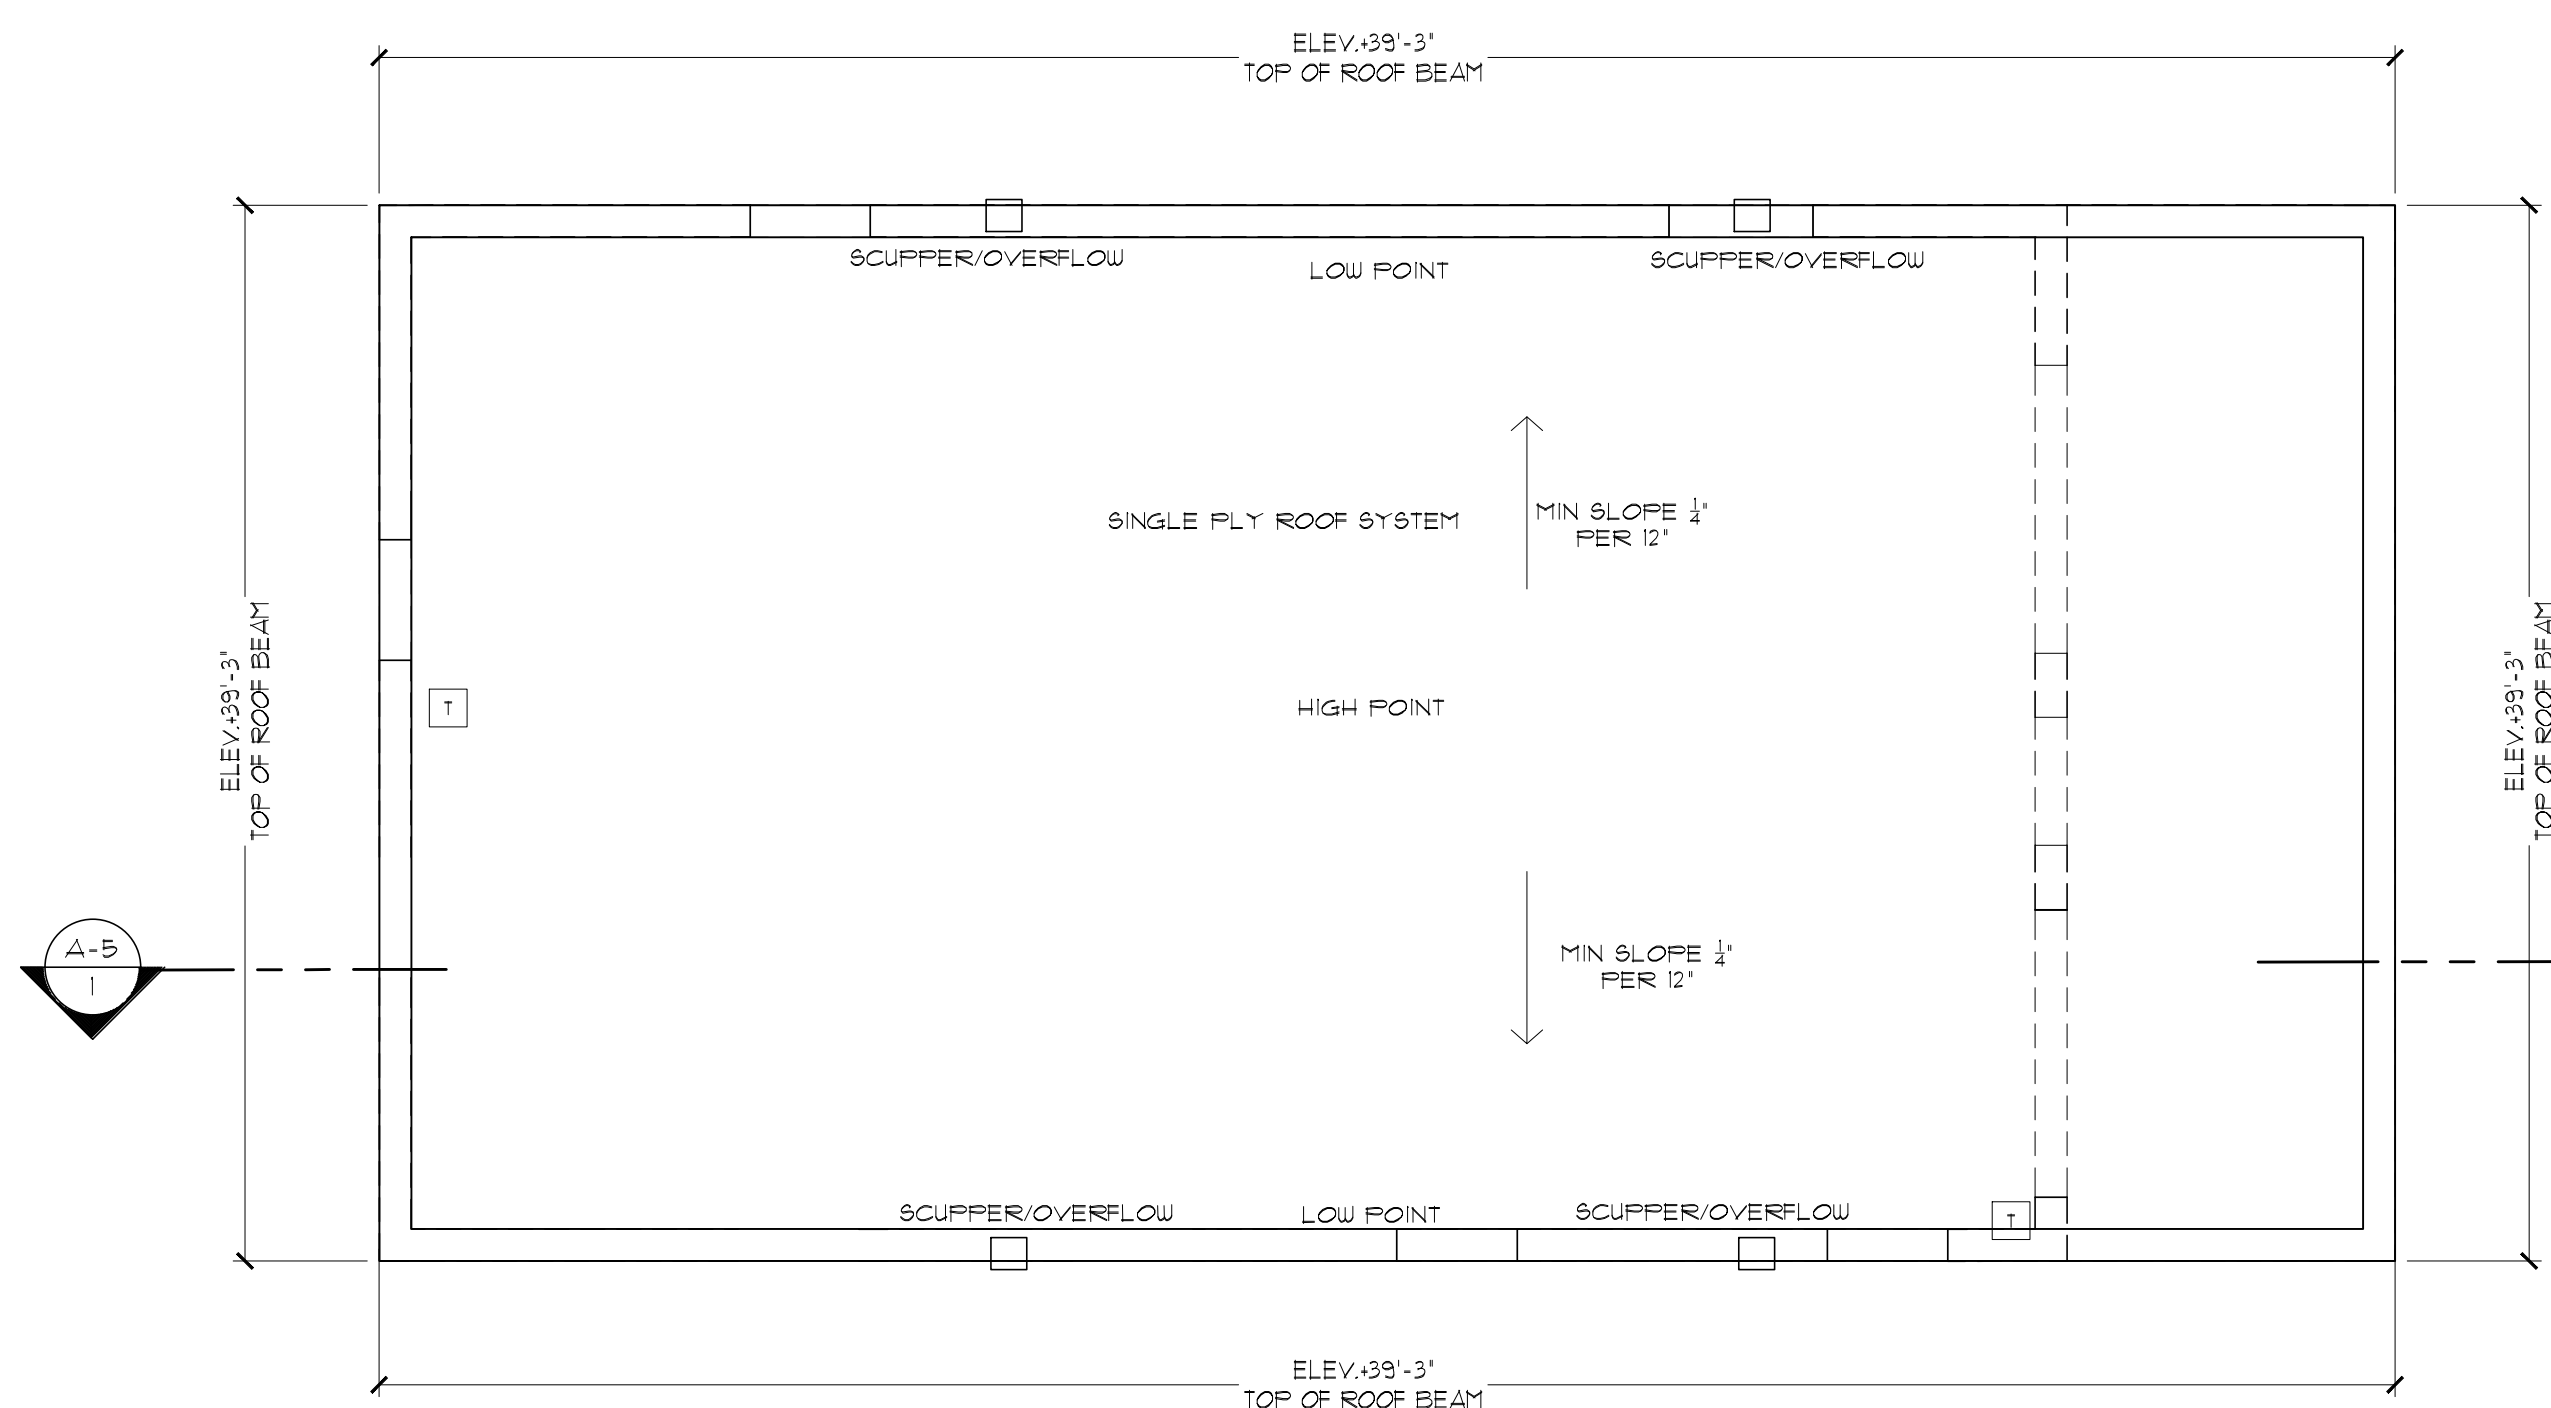 ELEV.+39'-3"
TOP OF ROOF BEAM
SCUPPER/OVERFLOW
LOW POINT
SCUPPER/OVERFLOW
SINGLE PLY ROOF SYSTEM
MIN SLOPE 1/4"
PER 12"
ELEV.+39'-3"
TOP OF ROOF BEAM
T
HIGH POINT
ELEV.+39'-3"
TOP OF ROOF BEAM
A-5
1
MIN SLOPE 1/4"
PER 12"
SCUPPER/OVERFLOW
LOW POINT
SCUPPER/OVERFLOW
T
ELEV.+39'-3"
TOP OF ROOF BEAM